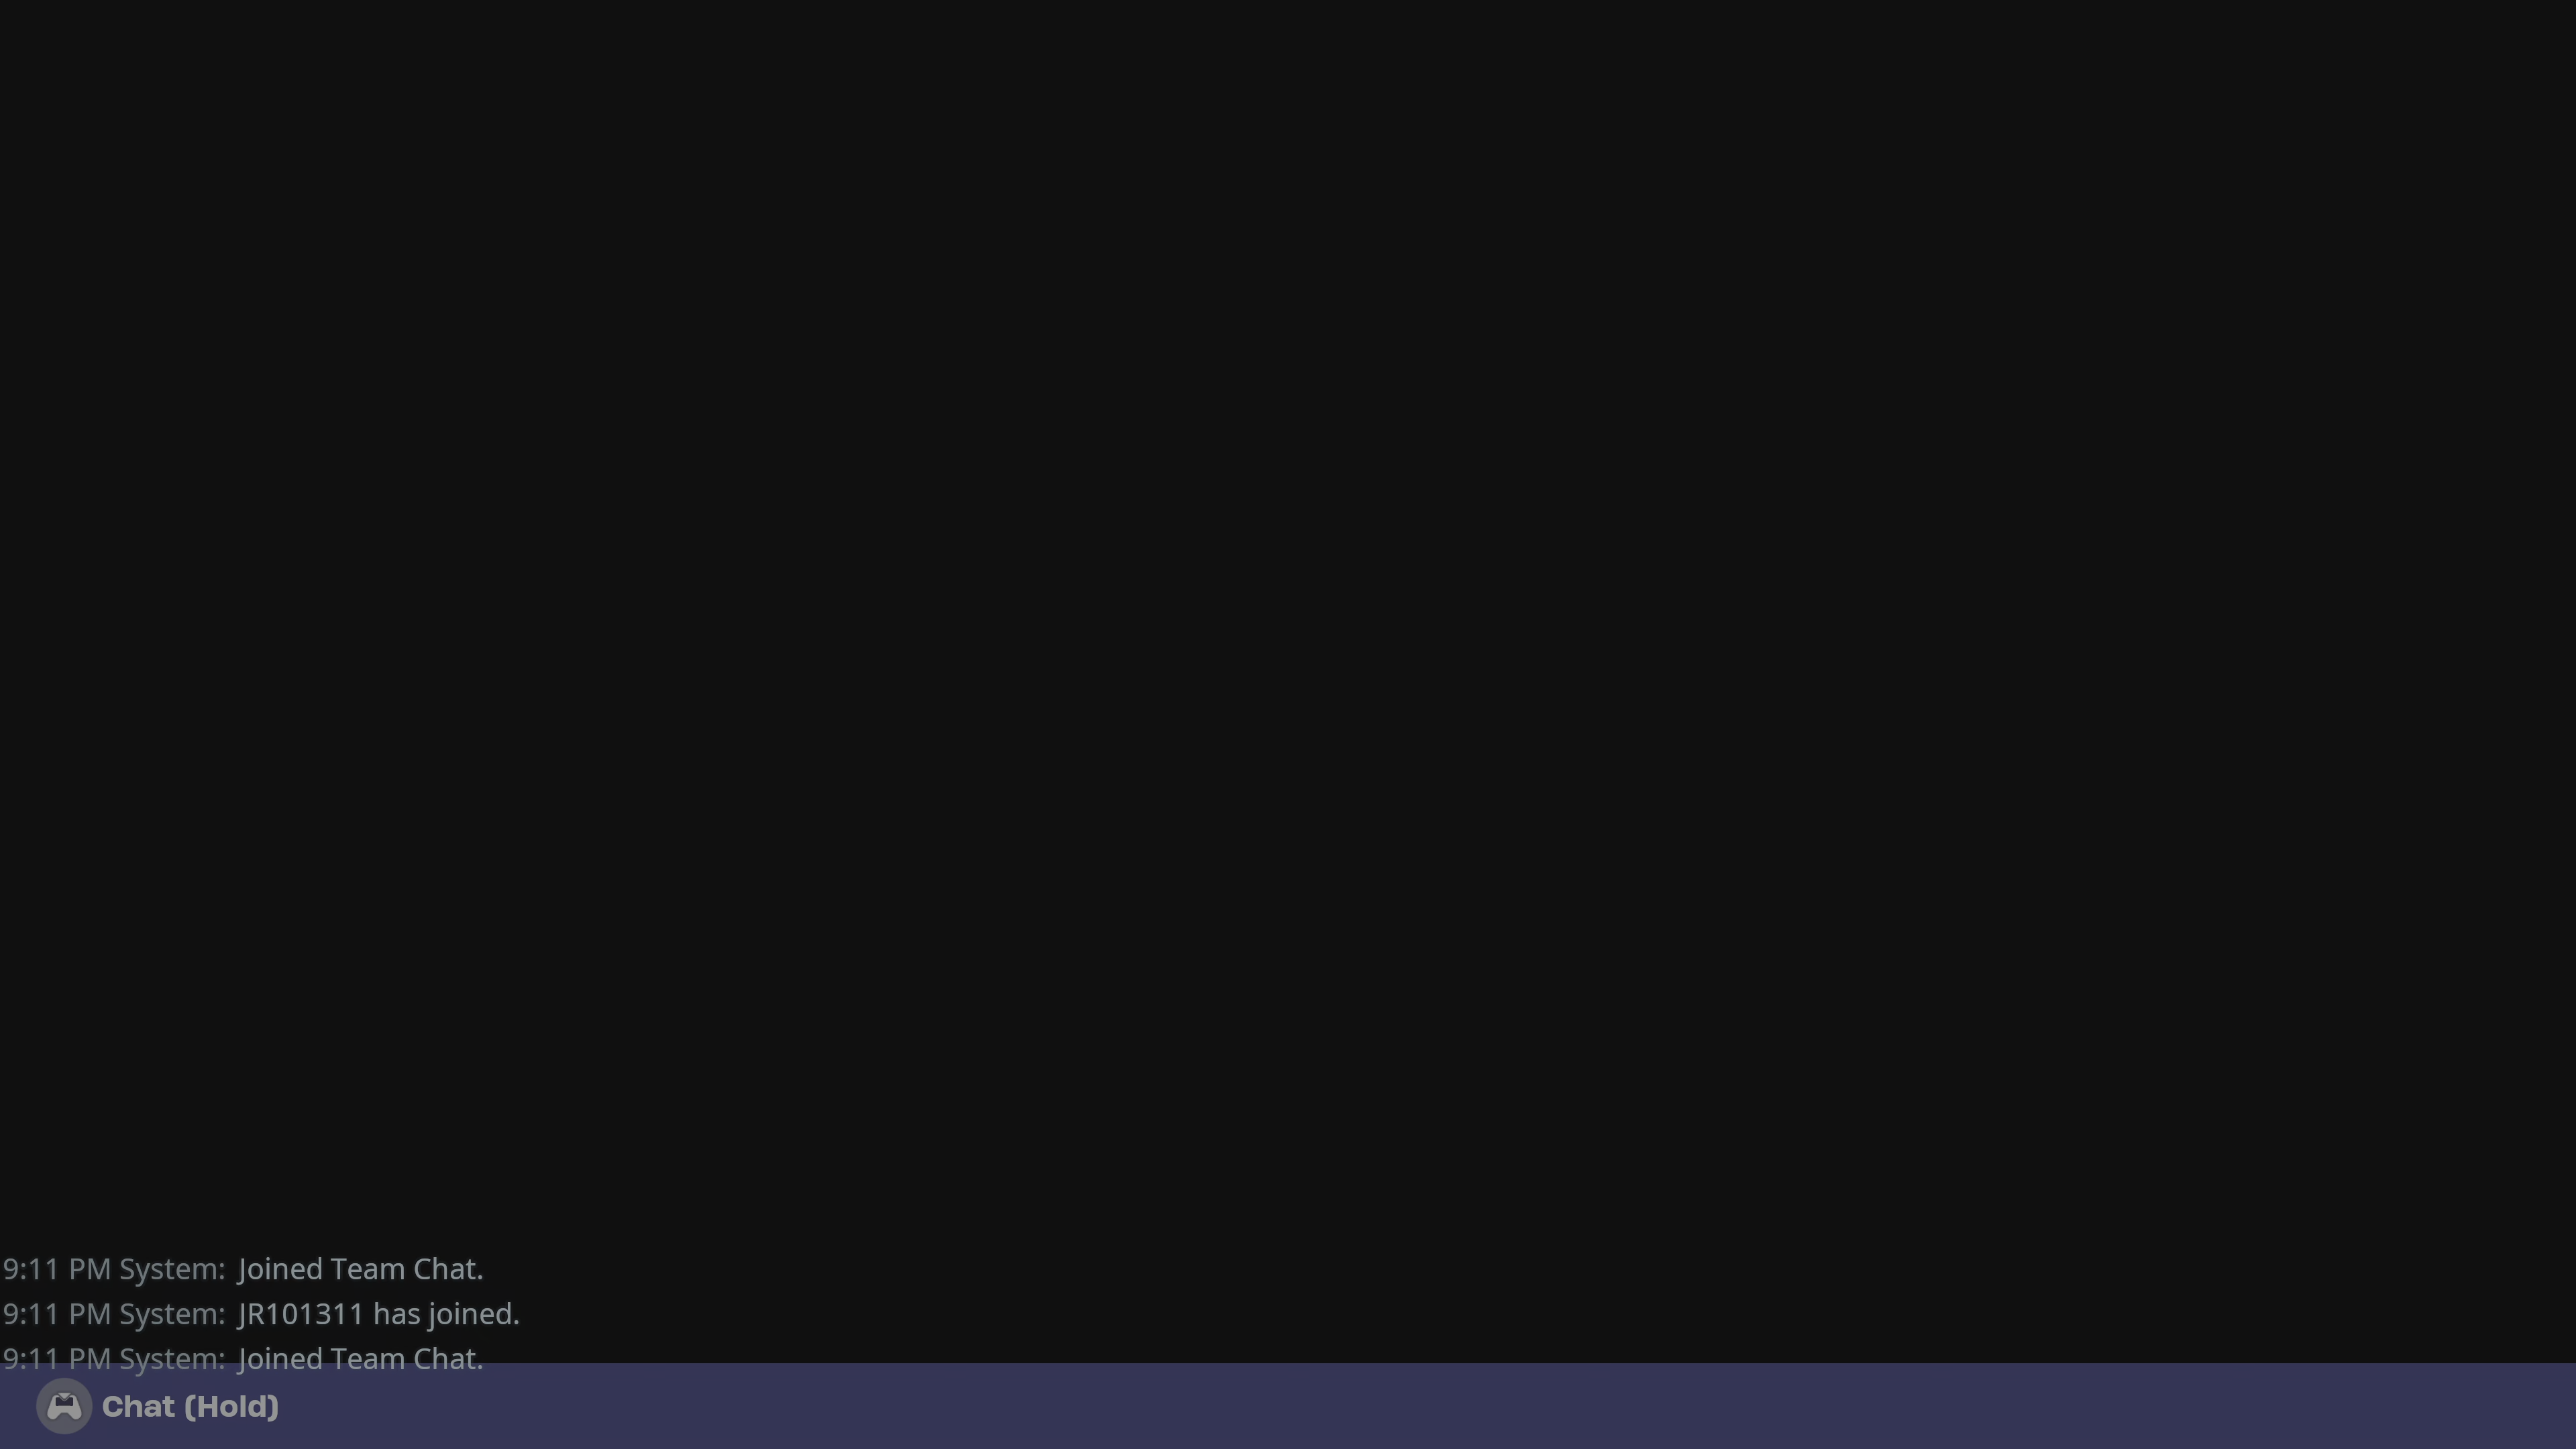 9:11 PM System: Joined Team Chat.
9:11 PM System: JR101311 has joined.
9:11 PM System: Joined Team Chat.
Chat (Hold)